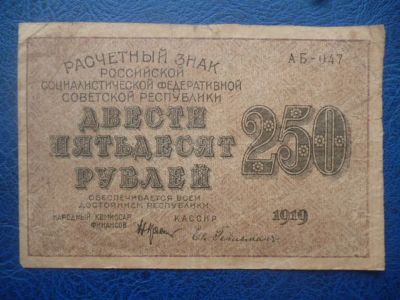 РАСЧЕТНЫЙ ЗНАК
АБ-047
РОССИЙСКОЙ
СОЦИАЛИСТИЧЕСКОЙ ФЕДЕРАТИВНОЙ
СОВЕТСКОЙ РЕСПУБЛИКИ
ДВЕСТИ
ПЯТЬДЕСЯТ
РУБЛЕЙ
250
ОБЕСПЕЧИВАЕТСЯ ВСЕМ
ДОСТОЯНИЕМ РЕСПУБЛИКИ
НАРОДНЫЙ КОМИССАР
ФИНАНСОВ
КАССИР
1919